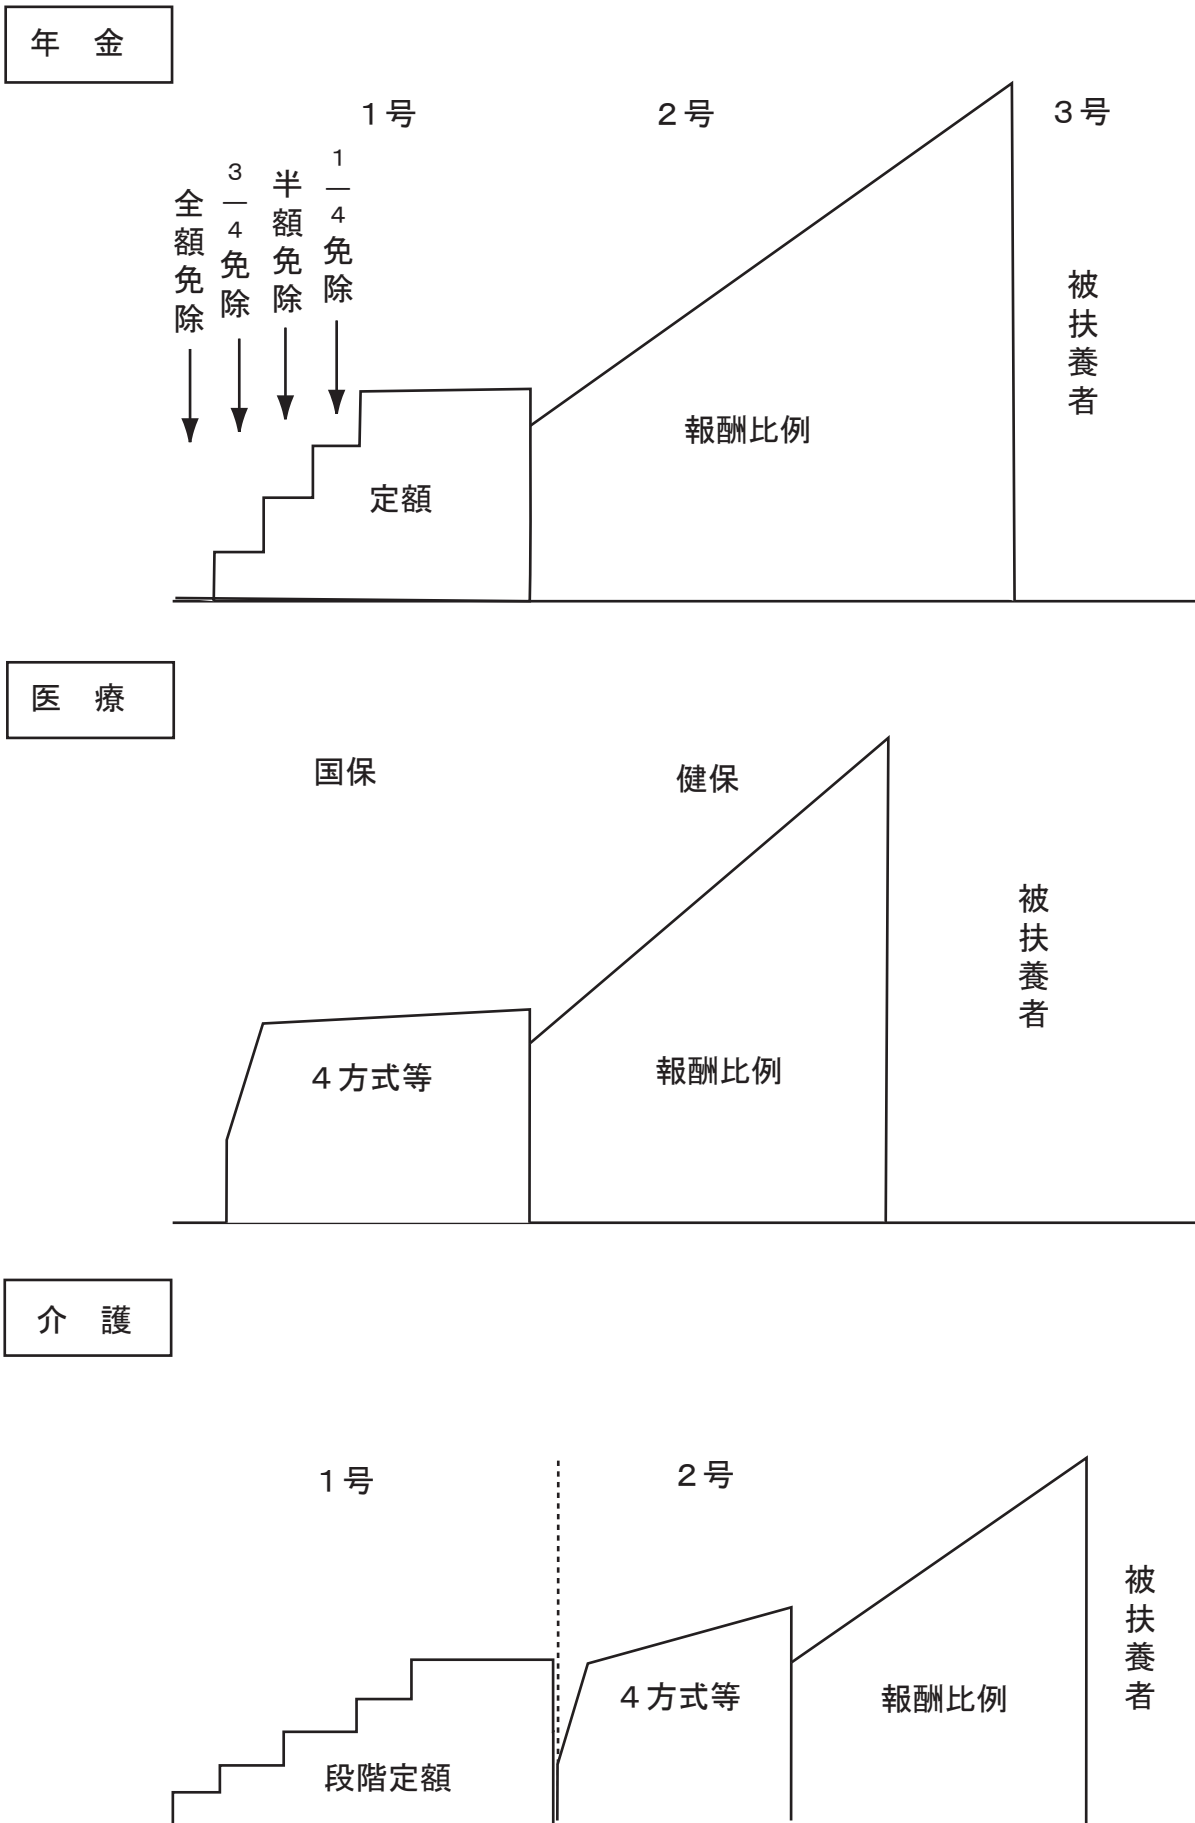 年 金
1号
2号
3号
全額免除
3/4免除
半額免除
1/4免除
被扶養者
報酬比例
定額
医 療
国保
健保
被扶養者
4方式等
報酬比例
介 護
1号
2号
被扶養者
4方式等
報酬比例
段階定額